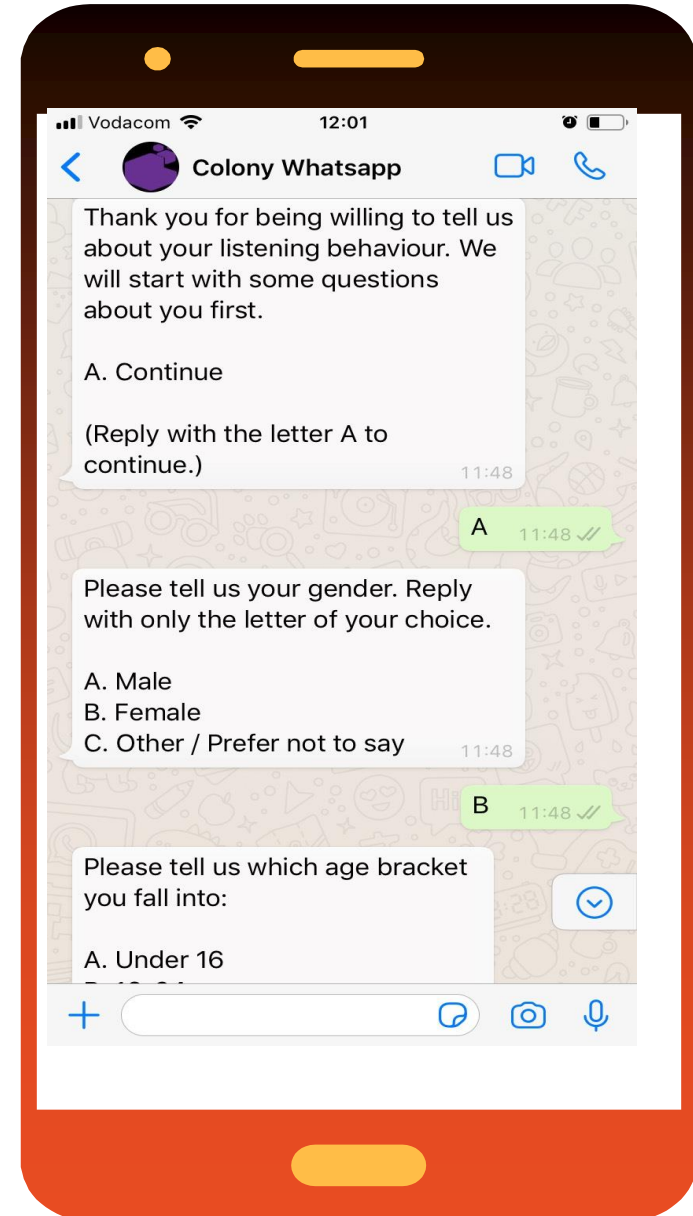 Vodacom 12:01
Colony Whatsapp
Thank you for being willing to tell us
about your listening behaviour. We
will start with some questions
about you first.
A. Continue
(Reply with the letter A to
continue.) 11:48
A 11:48
Please tell us your gender. Reply
with only the letter of your choice.
A. Male
B. Female
C. Other / Prefer not to say 11:48
B 11:48
Please tell us which age bracket
you fall into:
A. Under 16